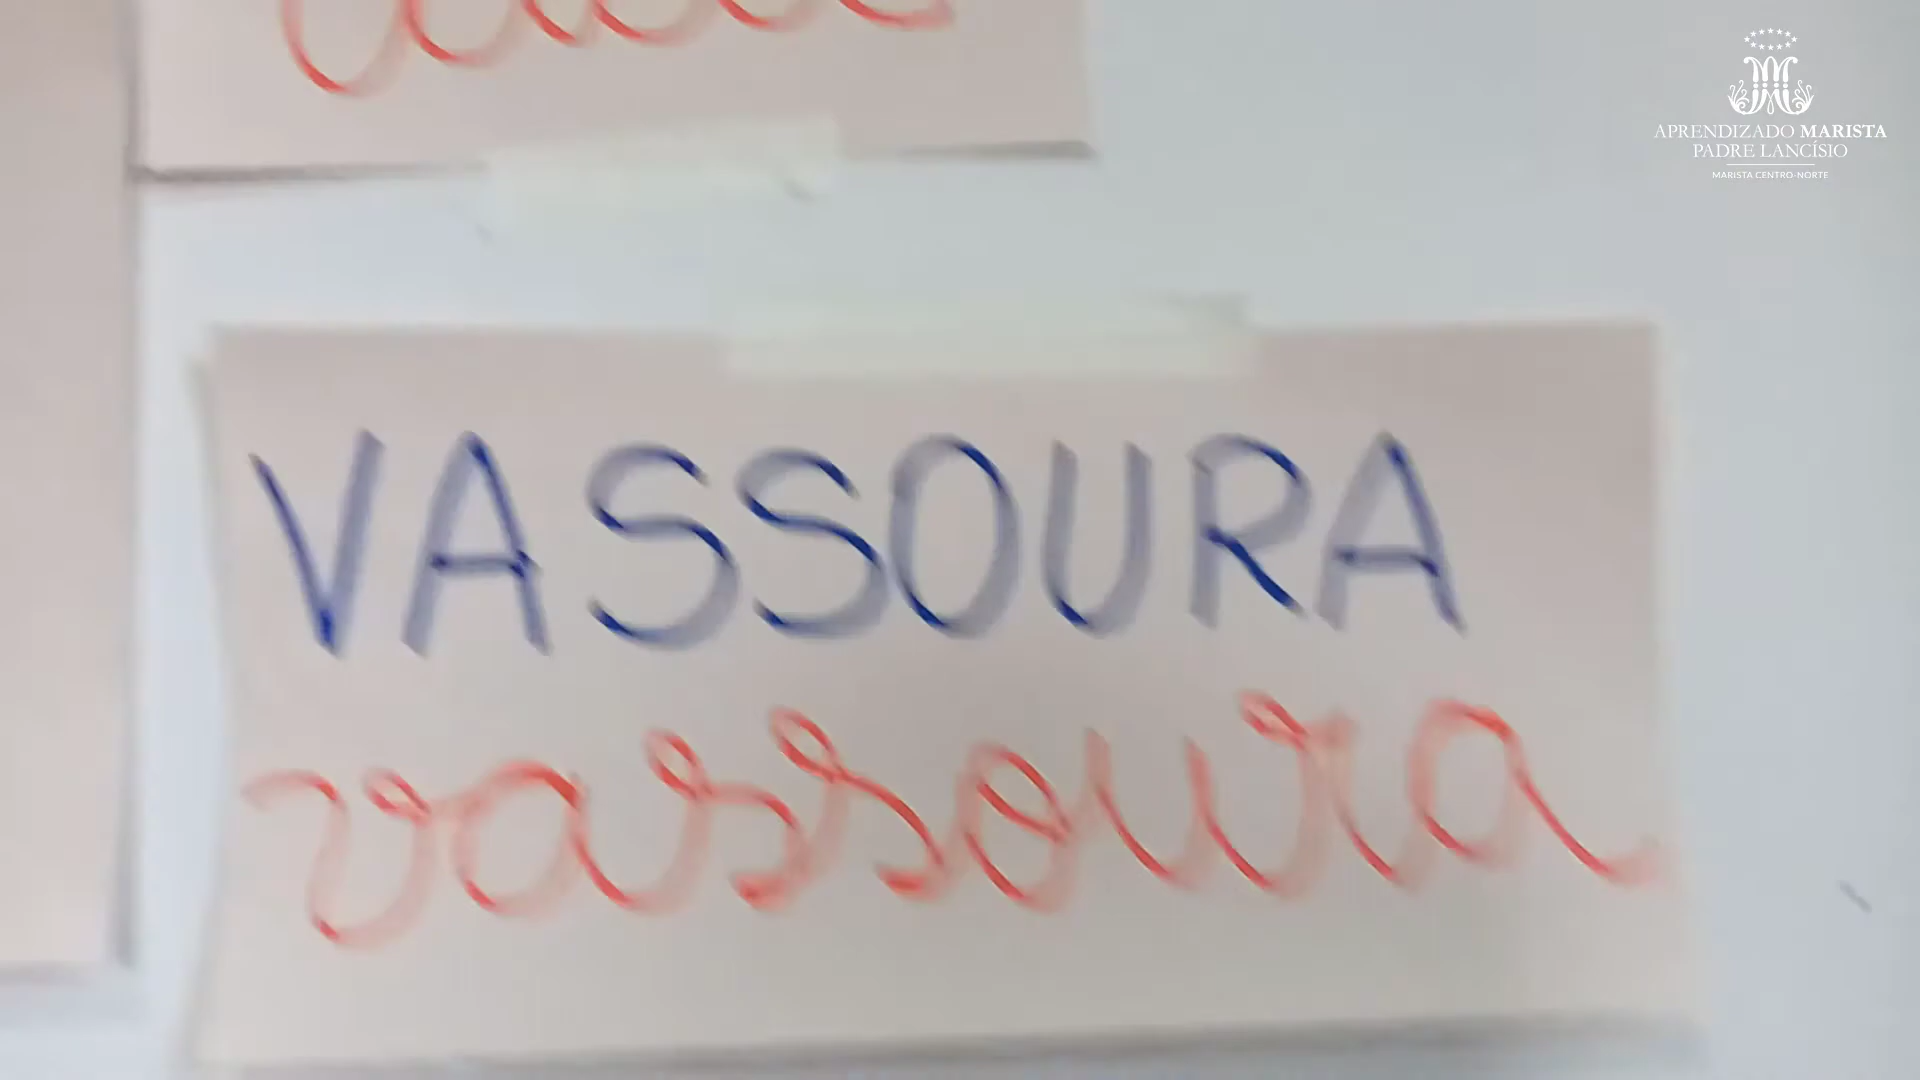 APRENDIZADO MARISTA
PADRE LANCÍSIO
MARISTA CENTRO-NORTE
VASSOURA
vassoura